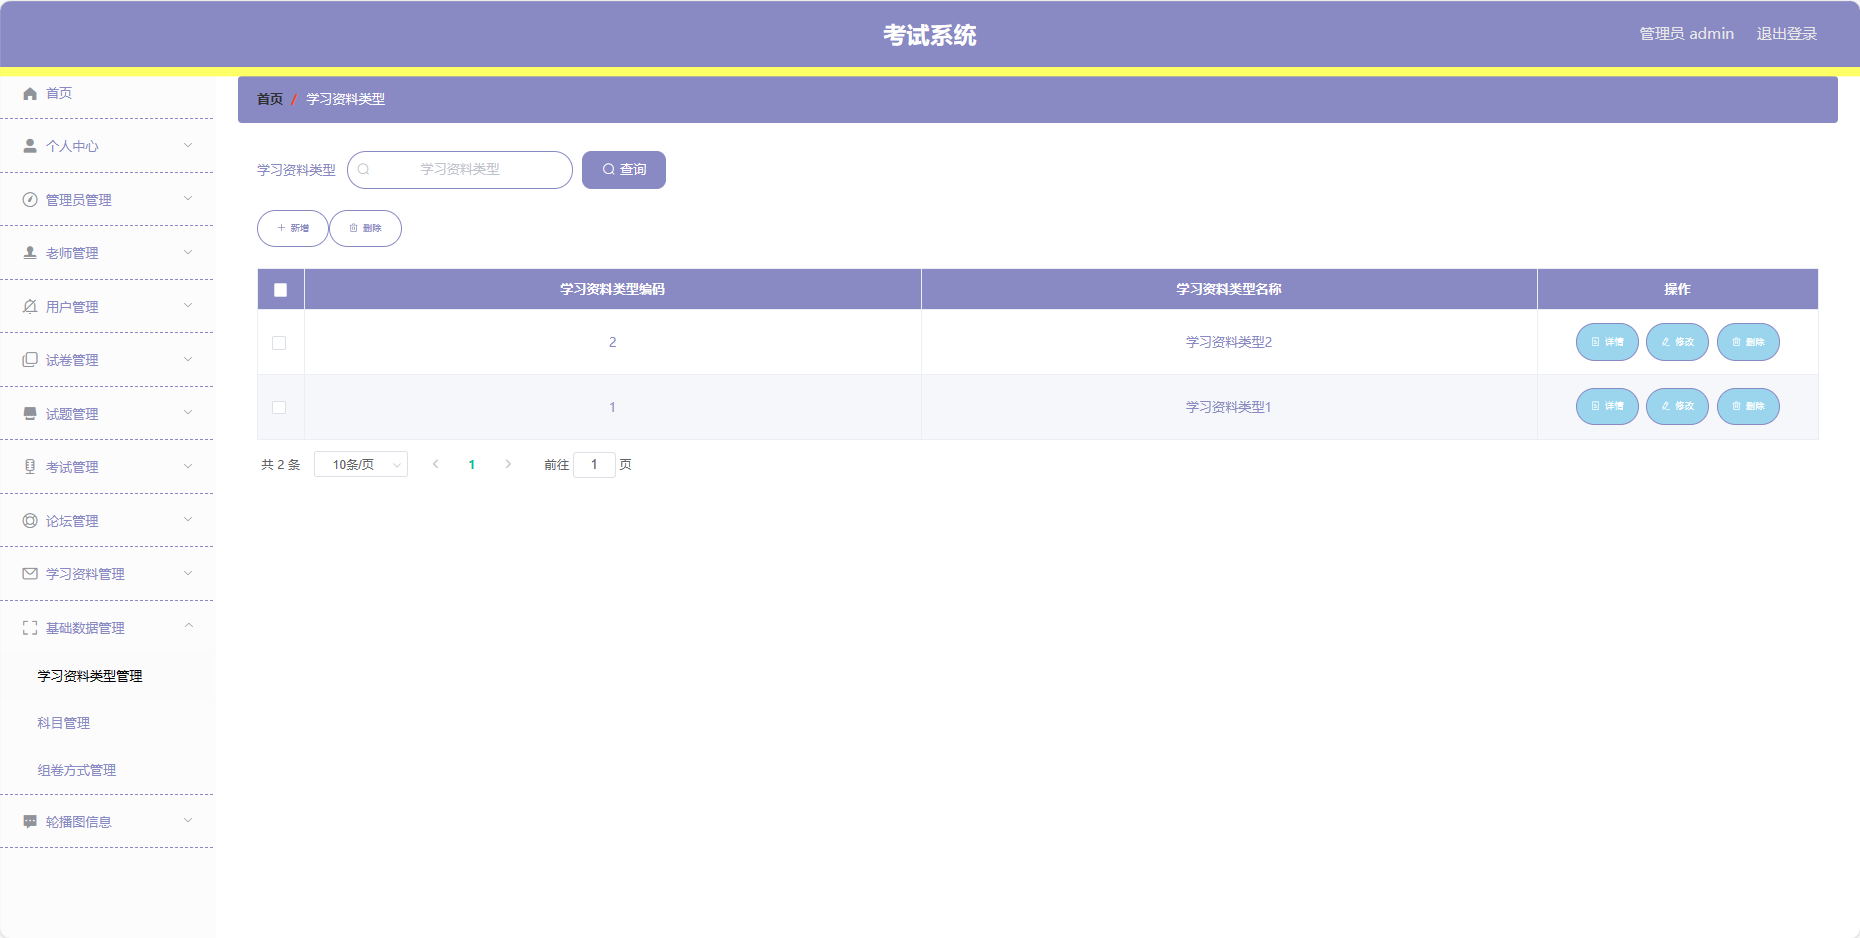 考试系统
管理员 admin
退出登录
首页
个人中心
管理员管理
老师管理
用户管理
试卷管理
试题管理
考试管理
论坛管理
学习资料管理
基础数据管理
学习资料类型管理
科目管理
组卷方式管理
轮播图信息
首页 / 学习资料类型
学习资料类型 学习资料类型 查询
新增 删除
学习资料类型编码 学习资料类型名称 操作
2 学习资料类型2 详情 修改 删除
1 学习资料类型1 详情 修改 删除
共 2 条 10条/页 1 前往 1 页